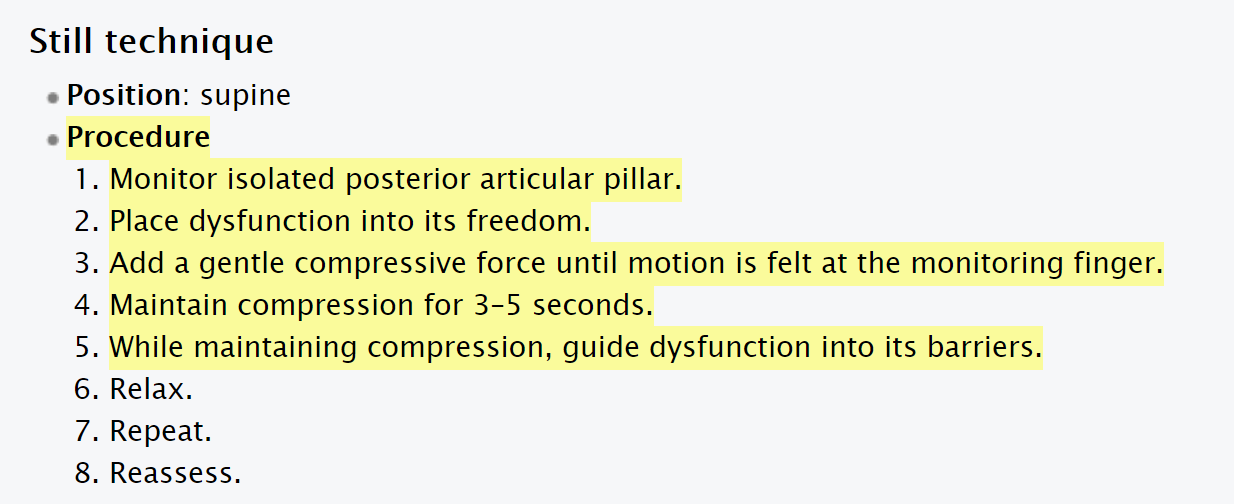 Still technique
Position: supine
Procedure
1. Monitor isolated posterior articular pillar.
2. Place dysfunction into its freedom.
3. Add a gentle compressive force until motion is felt at the monitoring finger.
4. Maintain compression for 3–5 seconds.
5. While maintaining compression, guide dysfunction into its barriers.
6. Relax.
7. Repeat.
8. Reassess.